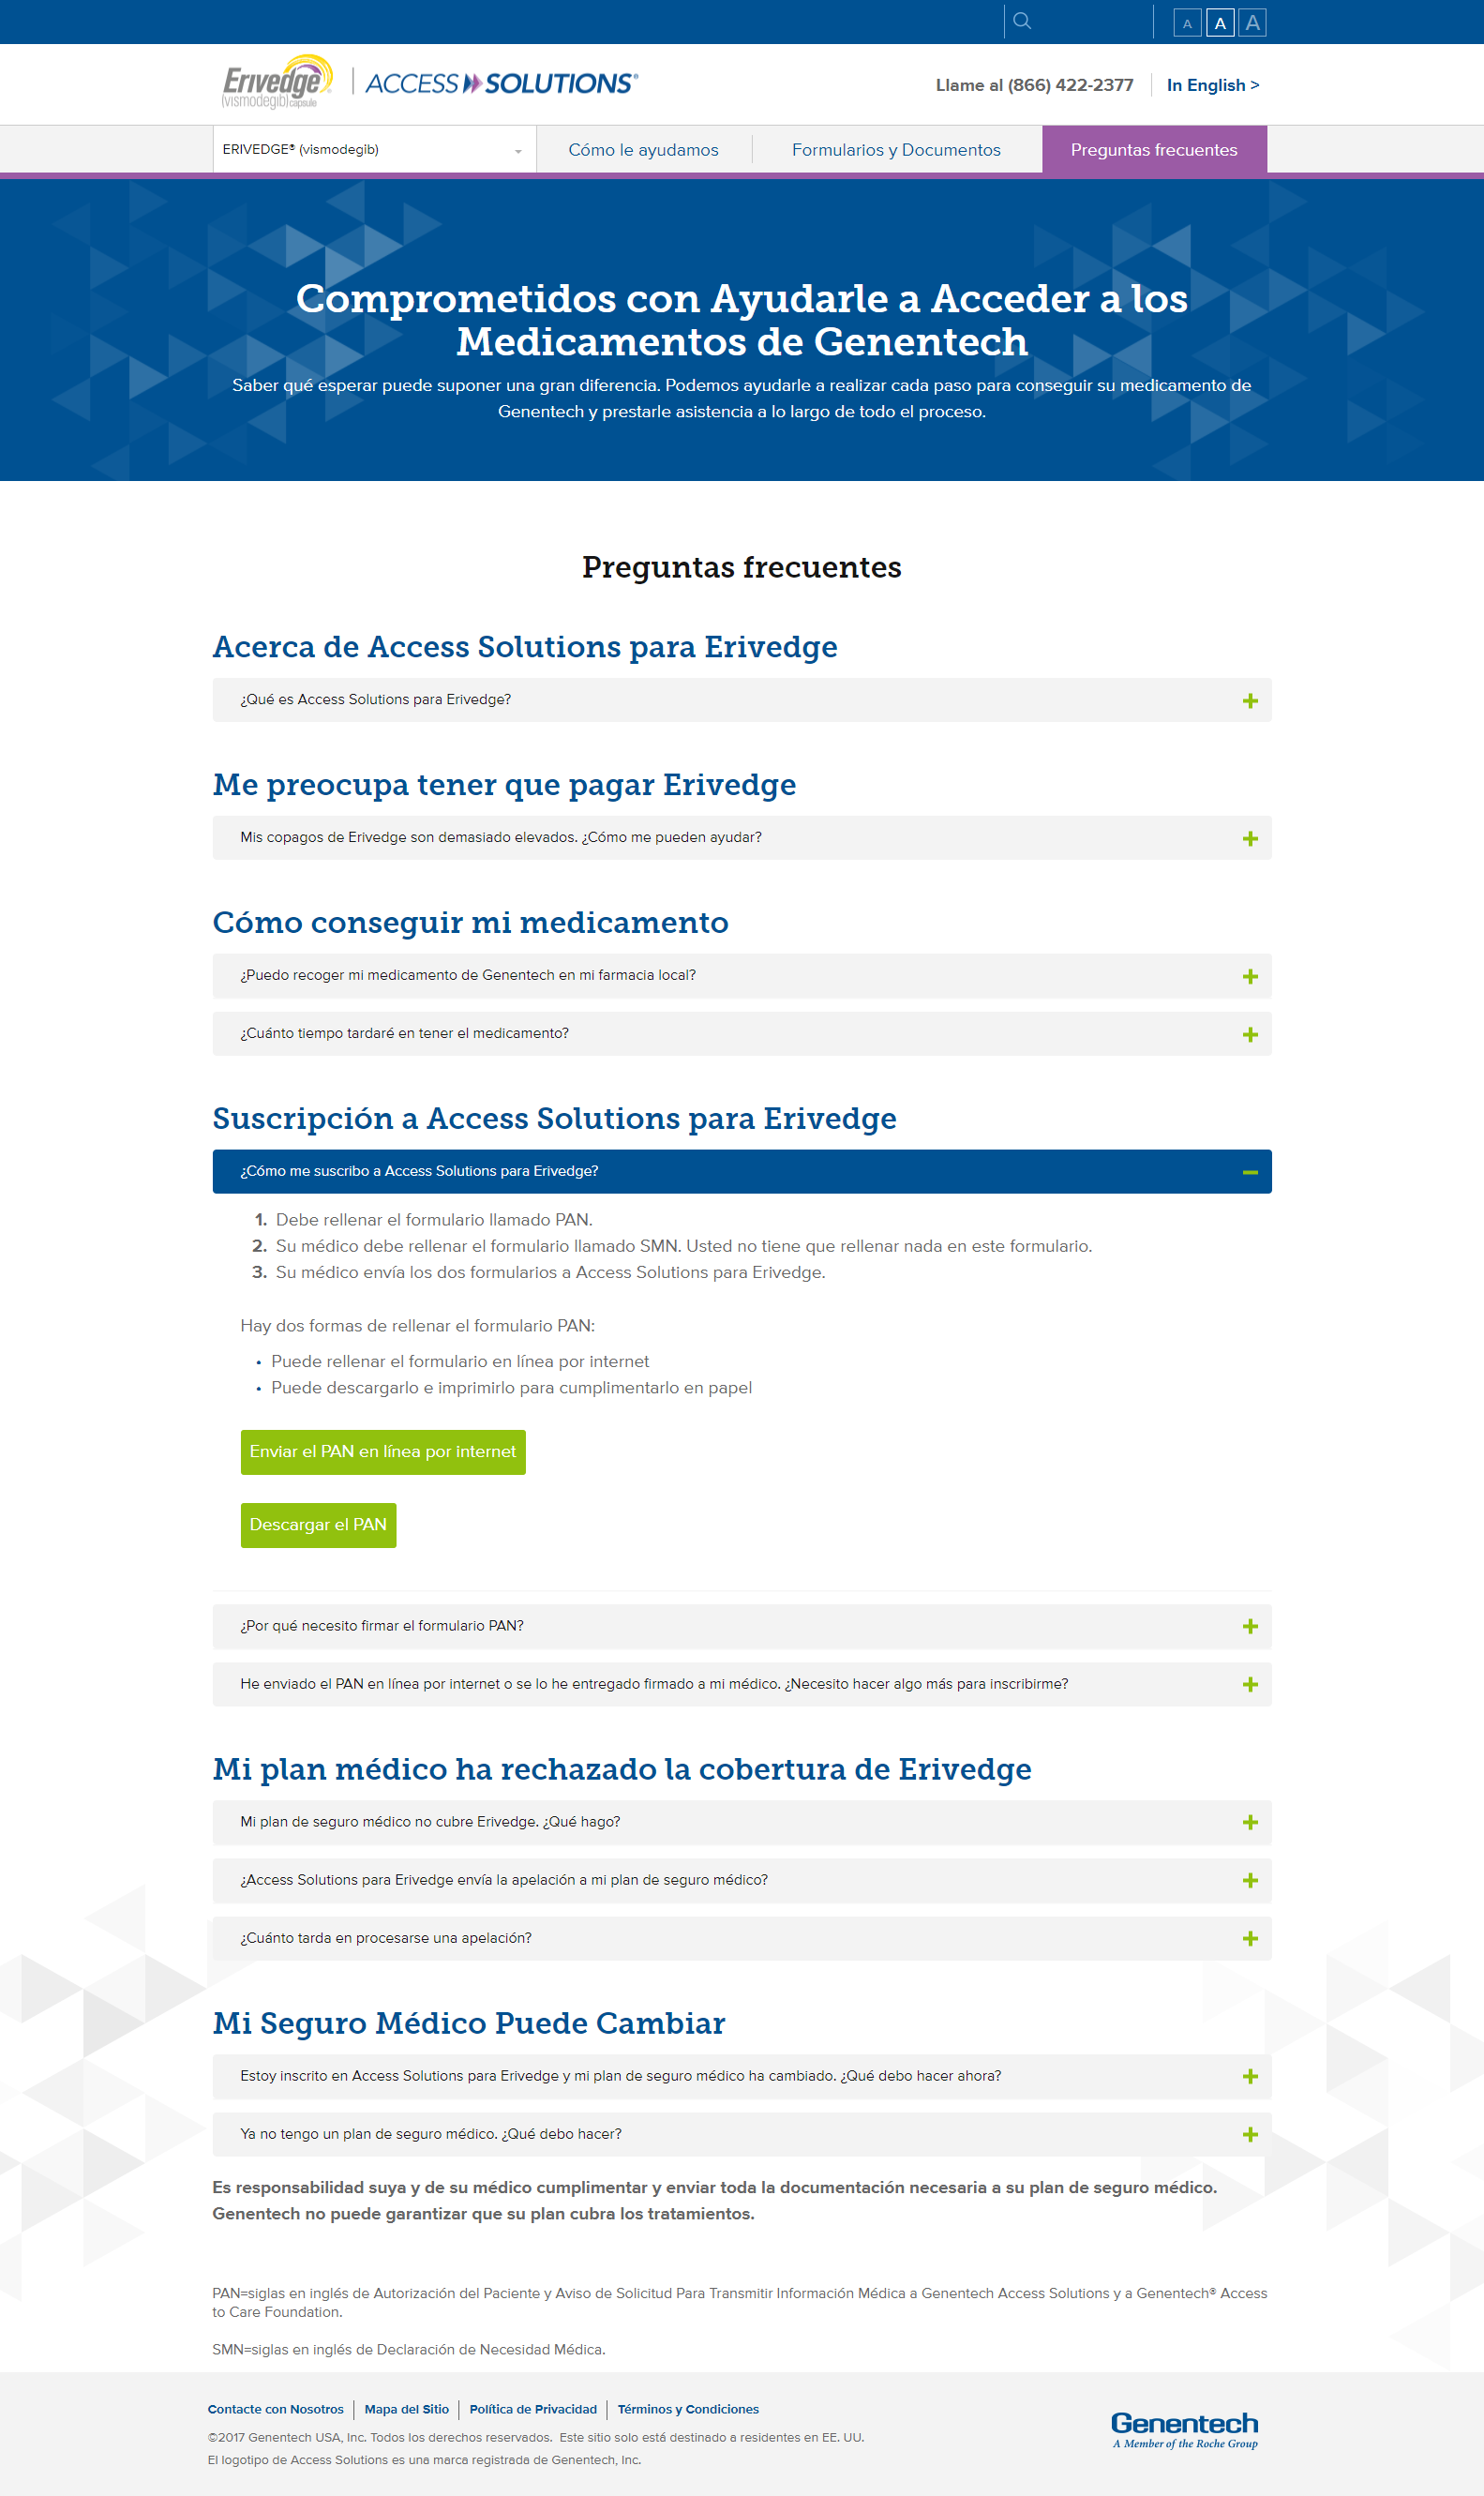 A A A
Erivedge®
(vismodegib)capsule
ACCESS SOLUTIONS®
Llame al (866) 422-2377
In English >
ERIVEDGE® (vismodegib)
Cómo le ayudamos
Formularios y Documentos
Preguntas frecuentes
Comprometidos con Ayudarle a Acceder a los
Medicamentos de Genentech
Saber qué esperar puede suponer una gran diferencia. Podemos ayudarle a realizar cada paso para conseguir su medicamento de
Genentech y prestarle asistencia a lo largo de todo el proceso.
Preguntas frecuentes
Acerca de Access Solutions para Erivedge
¿Qué es Access Solutions para Erivedge?
Me preocupa tener que pagar Erivedge
Mis copagos de Erivedge son demasiado elevados. ¿Cómo me pueden ayudar?
Cómo conseguir mi medicamento
¿Puedo recoger mi medicamento de Genentech en mi farmacia local?
¿Cuánto tiempo tardaré en tener el medicamento?
Suscripción a Access Solutions para Erivedge
¿Cómo me suscribo a Access Solutions para Erivedge?
1. Debe rellenar el formulario llamado PAN.
2. Su médico debe rellenar el formulario llamado SMN. Usted no tiene que rellenar nada en este formulario.
3. Su médico envía los dos formularios a Access Solutions para Erivedge.
Hay dos formas de rellenar el formulario PAN:
• Puede rellenar el formulario en línea por internet
• Puede descargarlo e imprimirlo para cumplimentarlo en papel
Enviar el PAN en línea por internet
Descargar el PAN
¿Por qué necesito firmar el formulario PAN?
He enviado el PAN en línea por internet o se lo he entregado firmado a mi médico. ¿Necesito hacer algo más para inscribirme?
Mi plan médico ha rechazado la cobertura de Erivedge
Mi plan de seguro médico no cubre Erivedge. ¿Qué hago?
¿Access Solutions para Erivedge envía la apelación a mi plan de seguro médico?
¿Cuánto tarda en procesarse una apelación?
Mi Seguro Médico Puede Cambiar
Estoy inscrito en Access Solutions para Erivedge y mi plan de seguro médico ha cambiado. ¿Qué debo hacer ahora?
Ya no tengo un plan de seguro médico. ¿Qué debo hacer?
Es responsabilidad suya y de su médico cumplimentar y enviar toda la documentación necesaria a su plan de seguro médico.
Genentech no puede garantizar que su plan cubra los tratamientos.
PAN=siglas en inglés de Autorización del Paciente y Aviso de Solicitud Para Transmitir Información Médica a Genentech Access Solutions y a Genentech® Access
to Care Foundation.
SMN=siglas en inglés de Declaración de Necesidad Médica.
Contacte con Nosotros
Mapa del Sitio
Política de Privacidad
Términos y Condiciones
©2017 Genentech USA, Inc. Todos los derechos reservados. Este sitio solo está destinado a residentes en EE. UU.
El logotipo de Access Solutions es una marca registrada de Genentech, Inc.
Genentech
A Member of the Roche Group